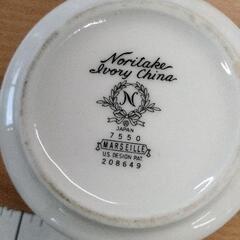 Noritake
Ivory China
N
JAPAN
7550
MARSEILLE
U.S. DESIGN PAT.
208649